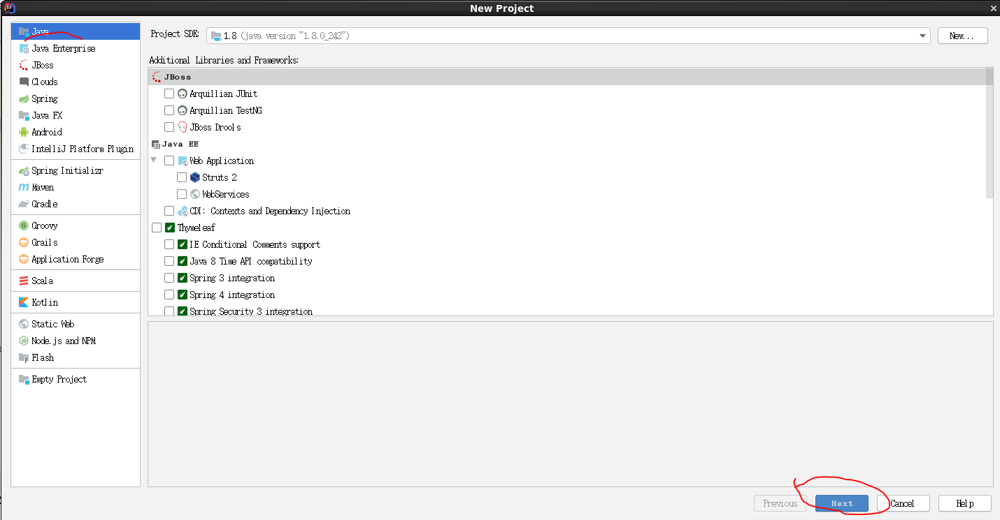 New Project
Java
Java Enterprise
JBoss
Clouds
Spring
Java FX
Android
IntelliJ Platform Plugin
Spring Initializr
Maven
Gradle
Groovy
Grails
Application Forge
Scala
Kotlin
Static Web
Node.js and NPM
Flash
Empty Project
Project SDK: 1.8 (java version "1.8.0_242") New...
Additional Libraries and Frameworks:
JBoss
Arquillian JUnit
Arquillian TestNG
JBoss Drools
Java EE
Web Application
Struts 2
WebServices
CDI: Contexts and Dependency Injection
Thymeleaf
IE Conditional Comments support
Java 8 Time API compatibility
Spring 3 integration
Spring 4 integration
Spring Security 3 integration
Previous Next Cancel Help